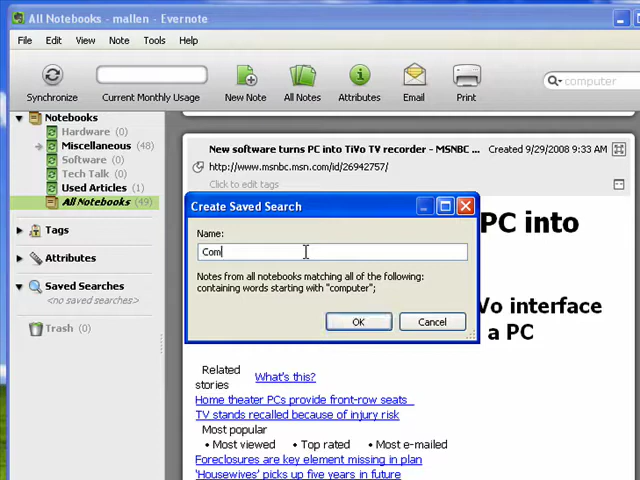 All Notebooks - mallen - Evernote
File Edit View Note Tools Help
Synchronize
Current Monthly Usage
New Note
All Notes
Attributes
Email
Print
computer
Notebooks
Hardware (0)
Miscellaneous (48)
Software (0)
Tech Talk (0)
Used Articles (1)
All Notebooks (49)
Tags
Attributes
Saved Searches
<no saved searches>
Trash (0)
New software turns PC into TiVo TV recorder - MSNBC ... Created 9/29/2008 9:33 AM
http://www.msnbc.msn.com/id/26942757/
Click to edit tags
Create Saved Search
Name:
Com
Notes from all notebooks matching all of the following:
containing words starting with "computer";
OK Cancel
PC into
Vo interface
a PC
Related
stories
What's this?
Home theater PCs provide front-row seats
TV stands recalled because of injury risk
Most popular
• Most viewed • Top rated • Most e-mailed
Foreclosures are key element missing in plan
'Housewives' picks up five years in future